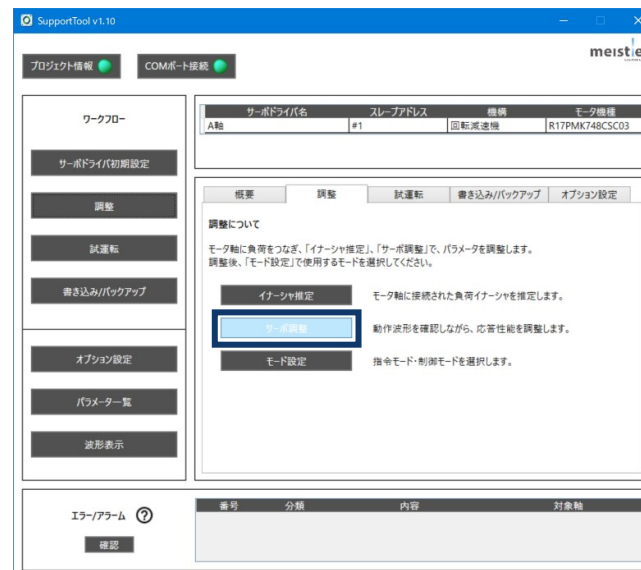 SupportTool v1.10
プロジェクト情報
COMポート接続
meistie
ワークフロー
サーボドライバ初期設定
調整
試運転
書き込み/バックアップ
オプション設定
パラメータ一覧
波形表示
サーボドライバ名 スレーブアドレス 機構 モータ機種
A軸 #1 回転減速機 R17PMK748CSC03
概要 調整 試運転 書き込み/バックアップ オプション設定
調整について
モータ軸に負荷をつなぎ、「イナーシャ推定」、「サーボ調整」で、パラメータを調整します。
調整後、「モード設定」で使用するモードを選択してください。
イナーシャ推定 モータ軸に接続された負荷イナーシャを推定します。
サーボ調整 動作波形を確認しながら、応答性能を調整します。
モード設定 指令モード・制御モードを選択します。
エラー/アラーム ?
確認
番号 分類 内容 対象軸